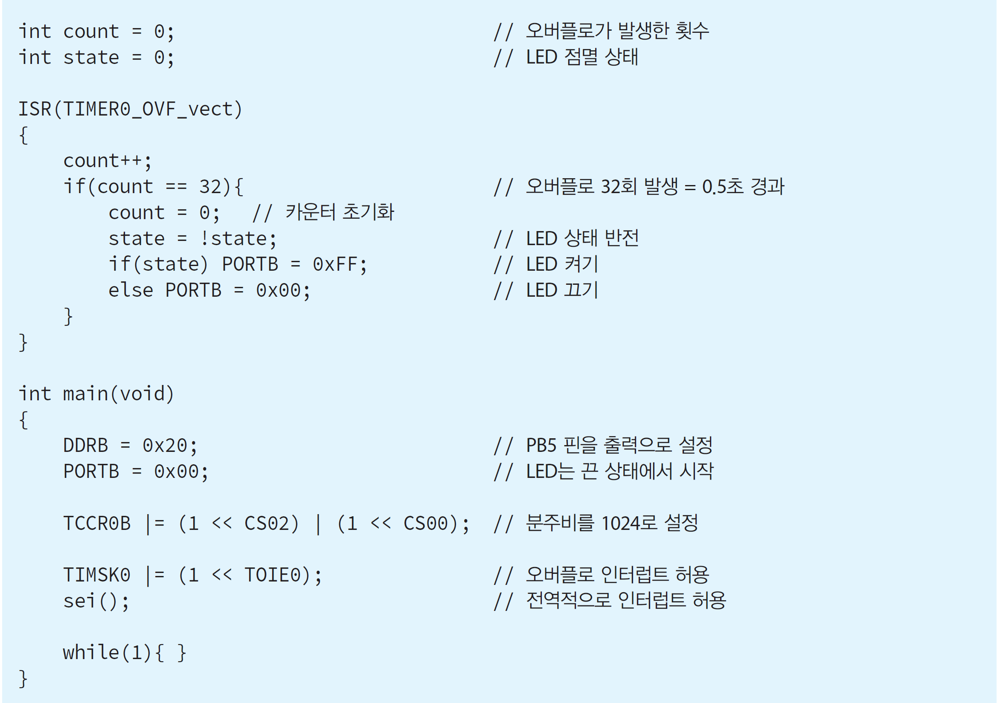 int count = 0; // 오버플로가 발생한 횟수
int state = 0; // LED 점멸 상태
ISR(TIMER0_OVF_vect)
{
count++;
if(count == 32){ // 오버플로 32회 발생 = 0.5초 경과
count = 0; // 카운터 초기화
state = !state; // LED 상태 반전
if(state) PORTB = 0xFF; // LED 켜기
else PORTB = 0x00; // LED 끄기
}
}
int main(void)
{
DDRB = 0x20; // PB5 핀을 출력으로 설정
PORTB = 0x00; // LED는 끈 상태에서 시작
TCCR0B |= (1 << CS02) | (1 << CS00); // 분주비를 1024로 설정
TIMSK0 |= (1 << TOIE0); // 오버플로 인터럽트 허용
sei(); // 전역적으로 인터럽트 허용
while(1){ }
}